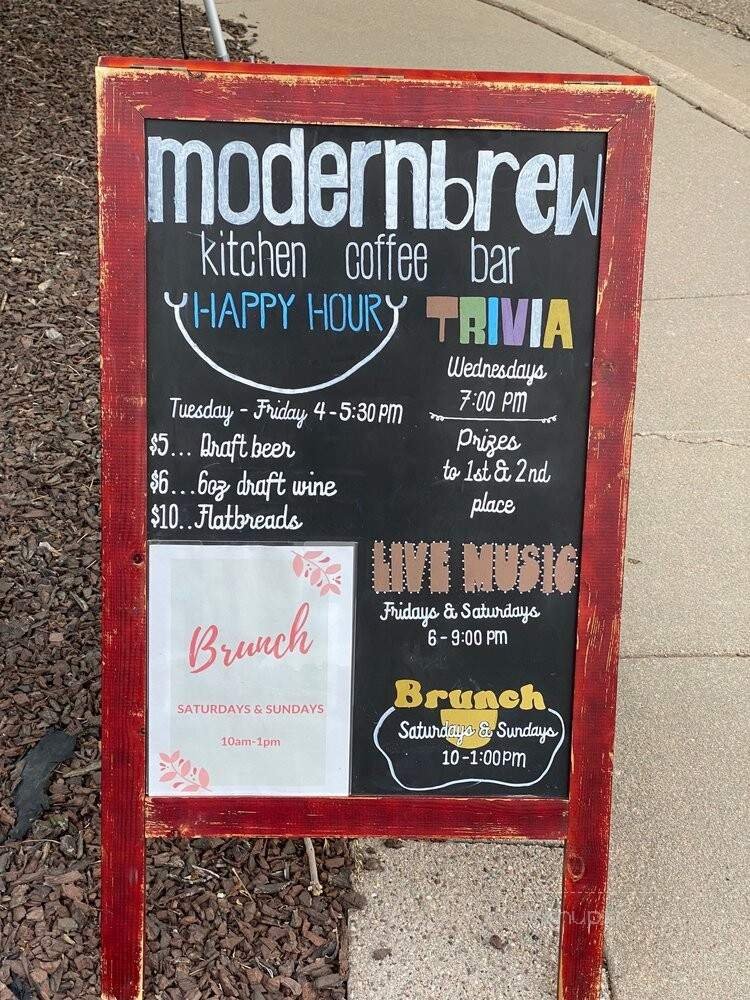 modernbrew
kitchen coffee bar
HAPPY HOUR
Tuesday - Friday 4 - 5:30 PM
$5... Draft beer
$6...6oz draft wine
$10..Flatbreads
TRIVIA
Wednesdays
7:00 PM
Prizes
to 1st & 2nd
place
LIVE MUSIC
Fridays & Saturdays
6 - 9:00 PM
Brunch
Saturdays & Sundays
10 - 1:00 PM
Brunch
SATURDAYS & SUNDAYS
10am-1pm